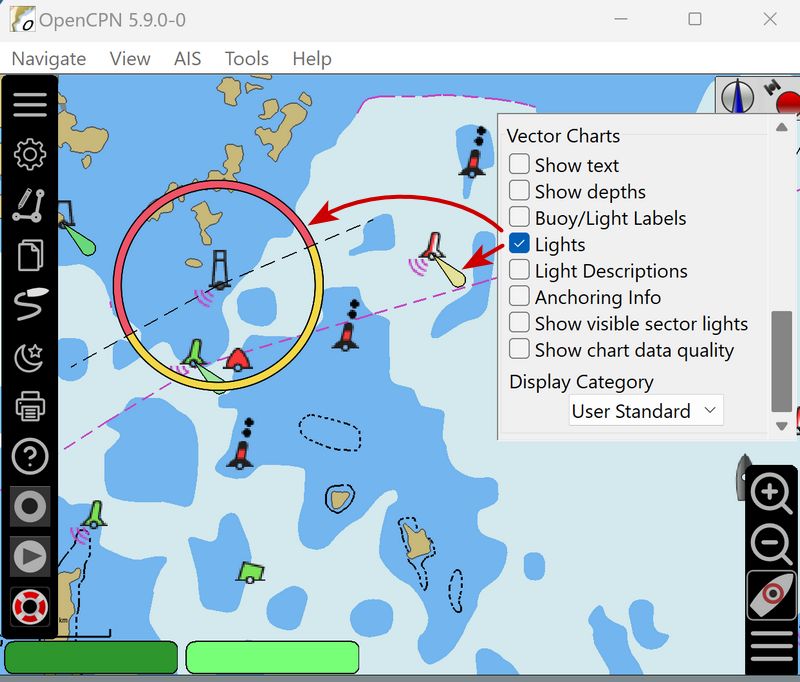 OpenCPN 5.9.0-0
Navigate View AIS Tools Help
Vector Charts
Show text
Show depths
Buoy/Light Labels
Lights
Light Descriptions
Anchoring Info
Show visible sector lights
Show chart data quality
Display Category
User Standard
km